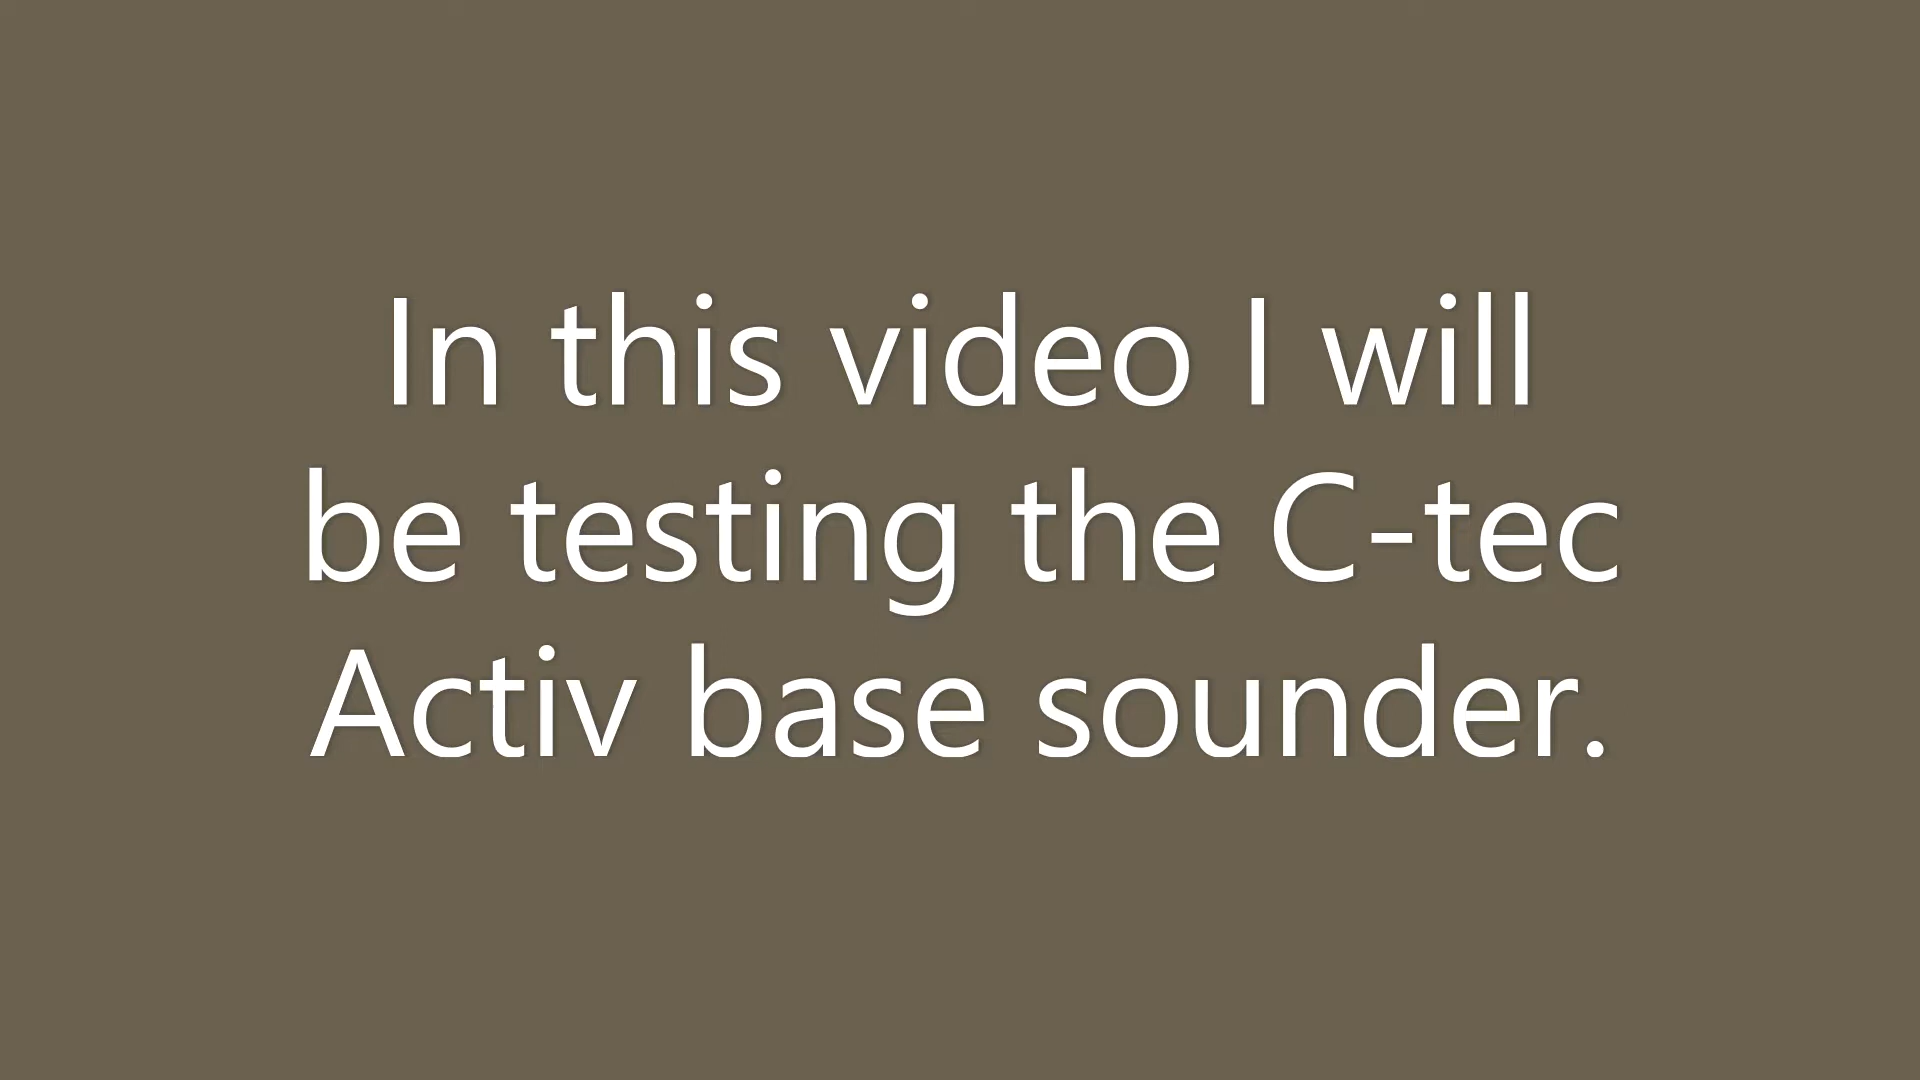 In this video I will
be testing the C-tec
Activ base sounder.